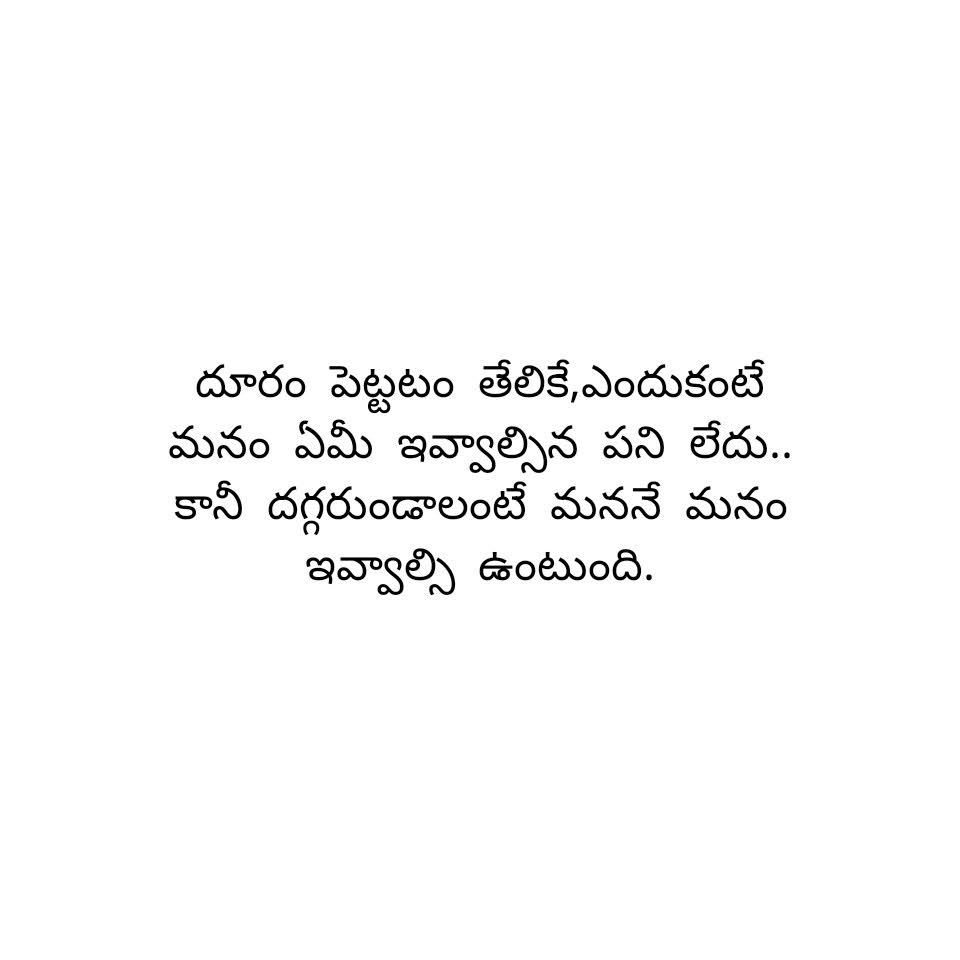 దూరం పెట్టటం తేలికే,ఎందుకంటే
మనం ఏమీ ఇవ్వాల్సిన పని లేదు..
కానీ దగ్గరుండాలంటే మననే మనం
ఇవ్వాల్సి ఉంటుంది.